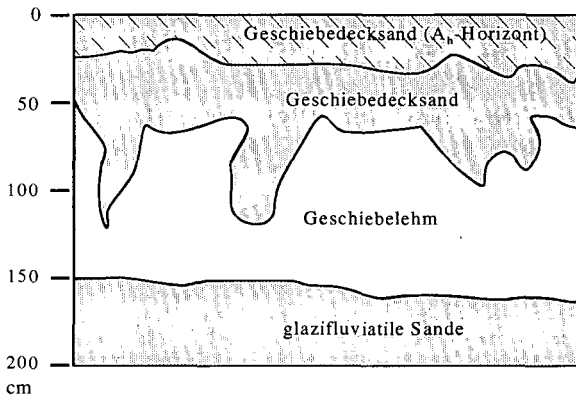 0
Geschiebedecksand (Ah-Horizont)
50
Geschiebedecksand
100
Geschiebelehm
150
glazifluviatile Sande
200
cm